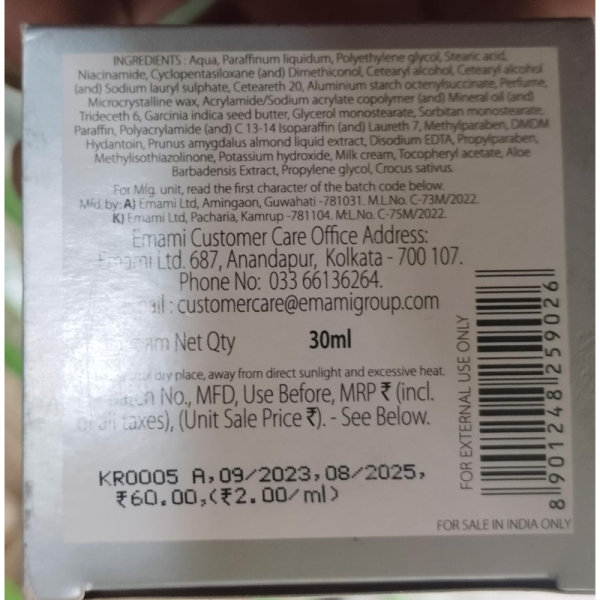 INGREDIENTS : Aqua, Paraffinum liquidum, Polyethylene glycol, Stearic acid,
Niacinamide, Cyclopentasiloxane (and) Dimethiconol, Cetearyl alcohol, Cetearyl alcohol
(and) Sodium lauryl sulphate, Ceteareth 20, Aluminium starch octenylsuccinate, Perfume,
Microcrystalline wax, Acrylamide/Sodium acrylate copolymer (and) Mineral oil (and)
Trideceth 6, Garcinia indica seed butter, Glycerol monostearate, Sorbitan monostearate,
Paraffin, Polyacrylamide (and) C 13-14 Isoparaffin (and) Laureth 7, Methylparaben, DMDM
Hydantoin, Prunus amygdalus almond liquid extract, Disodium EDTA, Propylparaben,
Methylisothiazolinone, Potassium hydroxide, Milk cream, Tocopheryl acetate, Aloe
Barbadensis Extract, Propylene glycol, Crocus sativus.
For Mfg. unit, read the first character of the batch code below.
Mfd. by: A) Emami Ltd, Amingaon, Guwahati -781031. M.L.No. C-73M/2022.
K) Emami Ltd, Pacharia, Kamrup -781104. M.L.No. C-75M/2022.
Emami Customer Care Office Address:
Emami Ltd. 687, Anandapur, Kolkata - 700 107.
Phone No: 033 66136264.
: customercare@emamigroup.com
Net Qty 30ml
dry place, away from direct sunlight and excessive heat.
No., MFD, Use Before, MRP ₹ (incl.
of all taxes), (Unit Sale Price ₹). - See Below.
KR0005 A,09/2023,08/2025,
₹60.00,(₹2.00/ml)
FOR EXTERNAL USE ONLY
8901248259026
FOR SALE IN INDIA ONLY